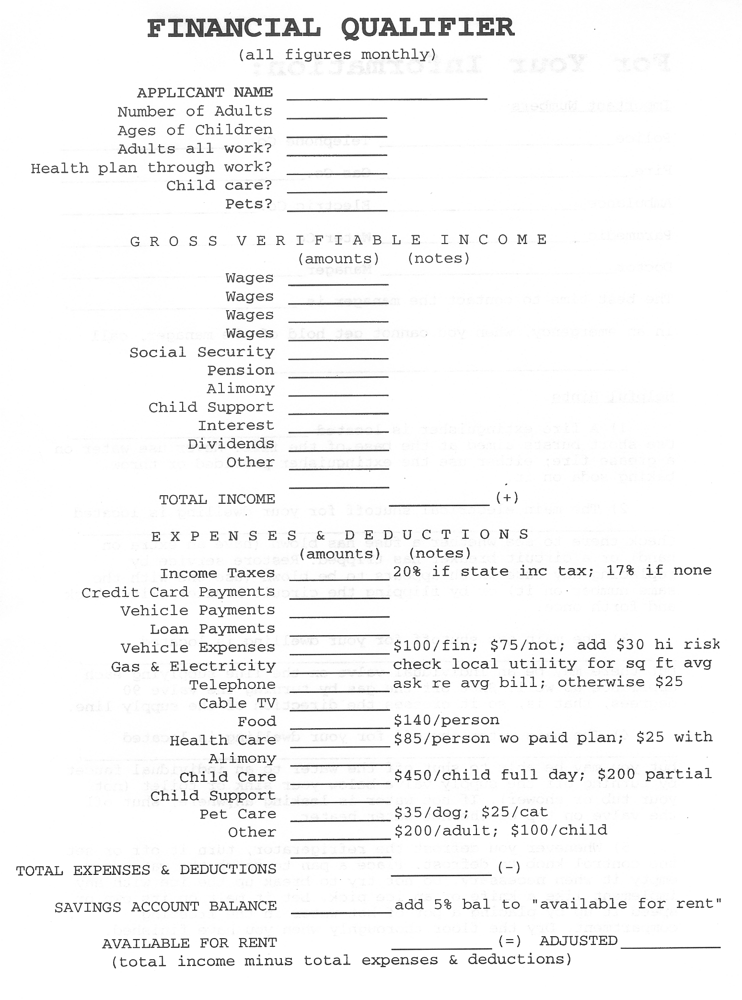 FINANCIAL QUALIFIER
(all figures monthly)
APPLICANT NAME
Number of Adults
Ages of Children
Adults all work?
Health plan through work?
Child care?
Pets?
GROSS VERIFIABLE INCOME
(amounts) (notes)
Wages
Wages
Wages
Wages
Social Security
Pension
Alimony
Child Support
Interest
Dividends
Other
TOTAL INCOME (+)
EXPENSES & DEDUCTIONS
(amounts) (notes)
Income Taxes 20% if state inc tax; 17% if none
Credit Card Payments
Vehicle Payments
Loan Payments
Vehicle Expenses $100/fin; $75/not; add $30 hi risk
Gas & Electricity check local utility for sq ft avg
Telephone ask re avg bill; otherwise $25
Cable TV
Food $140/person
Health Care $85/person wo paid plan; $25 with
Alimony
Child Care $450/child full day; $200 partial
Child Support
Pet Care $35/dog; $25/cat
Other $200/adult; $100/child
TOTAL EXPENSES & DEDUCTIONS (-)
SAVINGS ACCOUNT BALANCE add 5% bal to "available for rent"
AVAILABLE FOR RENT (=) ADJUSTED
(total income minus total expenses & deductions)